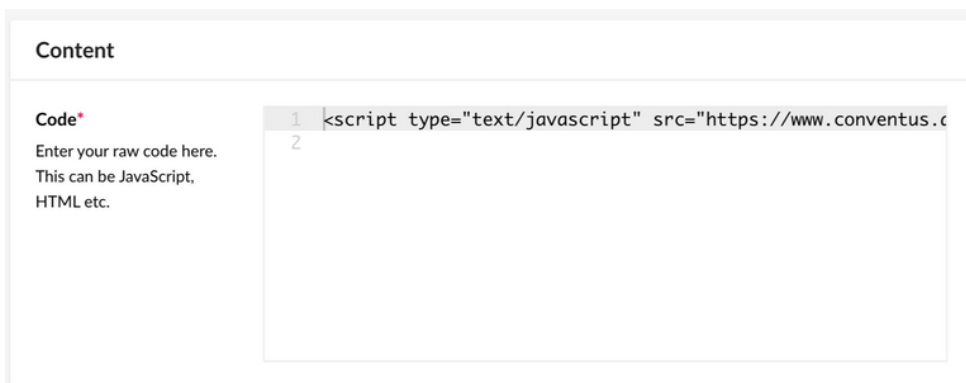 Content
Code*
Enter your raw code here.
This can be JavaScript,
HTML etc.
1 <script type="text/javascript" src="https://www.conventus.
2